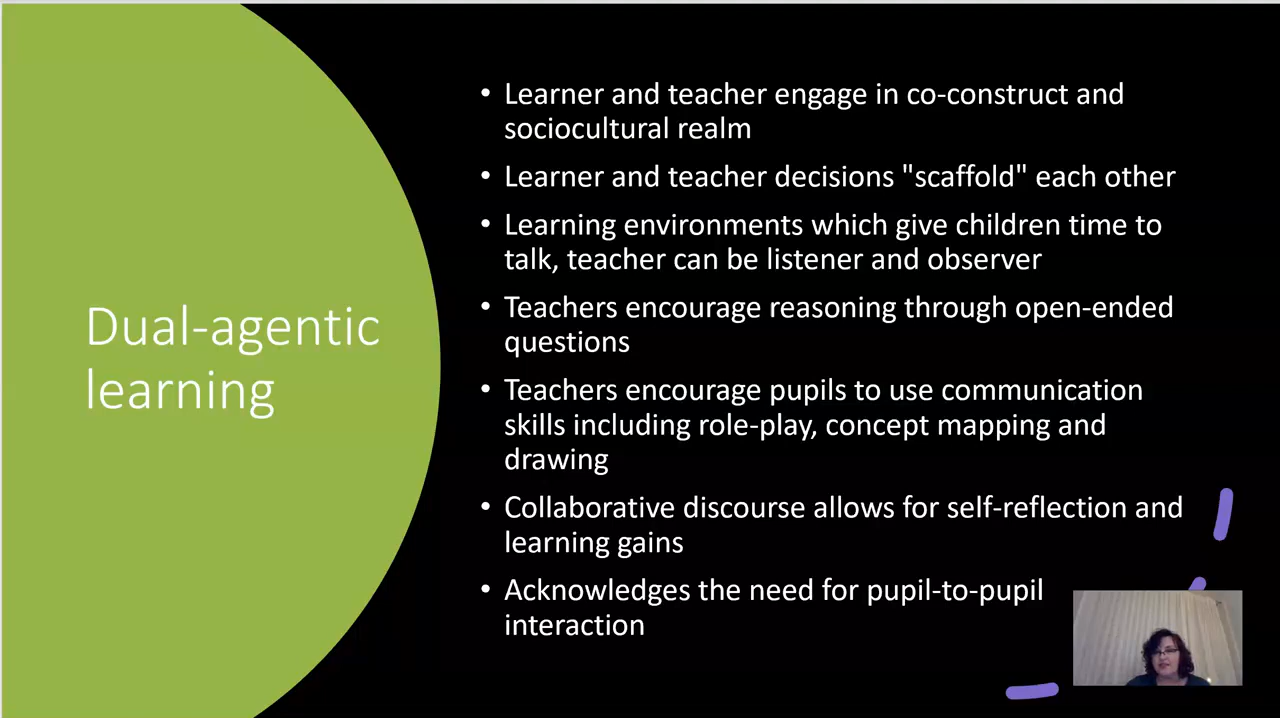 Dual-agentic
learning
• Learner and teacher engage in co-construct and
sociocultural realm
• Learner and teacher decisions "scaffold" each other
• Learning environments which give children time to
talk, teacher can be listener and observer
• Teachers encourage reasoning through open-ended
questions
• Teachers encourage pupils to use communication
skills including role-play, concept mapping and
drawing
• Collaborative discourse allows for self-reflection and
learning gains
• Acknowledges the need for pupil-to-pupil
interaction